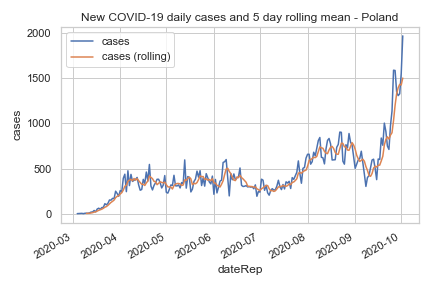 New COVID-19 daily cases and 5 day rolling mean - Poland
cases
cases (rolling)
2000
1500
1000
500
0
cases
2020-03
2020-04
2020-05
2020-06
2020-07
2020-08
2020-09
2020-10
dateRep